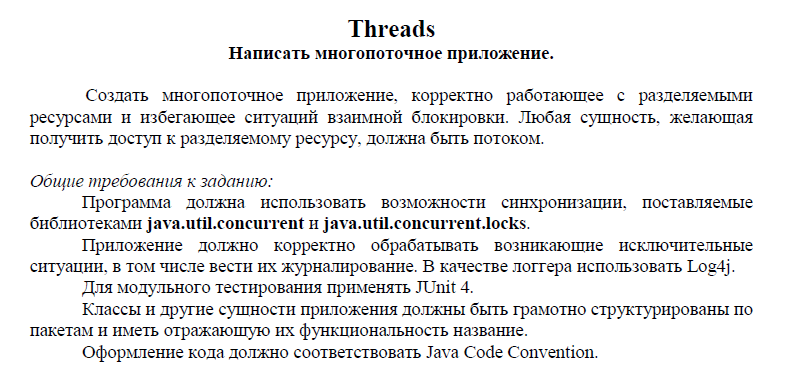 Threads
Написать многопоточное приложение.
Создать многопоточное приложение, корректно работающее с разделяемыми
ресурсами и избегающее ситуаций взаимной блокировки. Любая сущность, желающая
получить доступ к разделяемому ресурсу, должна быть потоком.
Общие требования к заданию:
Программа должна использовать возможности синхронизации, поставляемые
библиотеками java.util.concurrent и java.util.concurrent.locks.
Приложение должно корректно обрабатывать возникающие исключительные
ситуации, в том числе вести их журналирование. В качестве логгера использовать Log4j.
Для модульного тестирования применять JUnit 4.
Классы и другие сущности приложения должны быть грамотно структурированы по
пакетам и иметь отражающую их функциональность название.
Оформление кода должно соответствовать Java Code Convention.